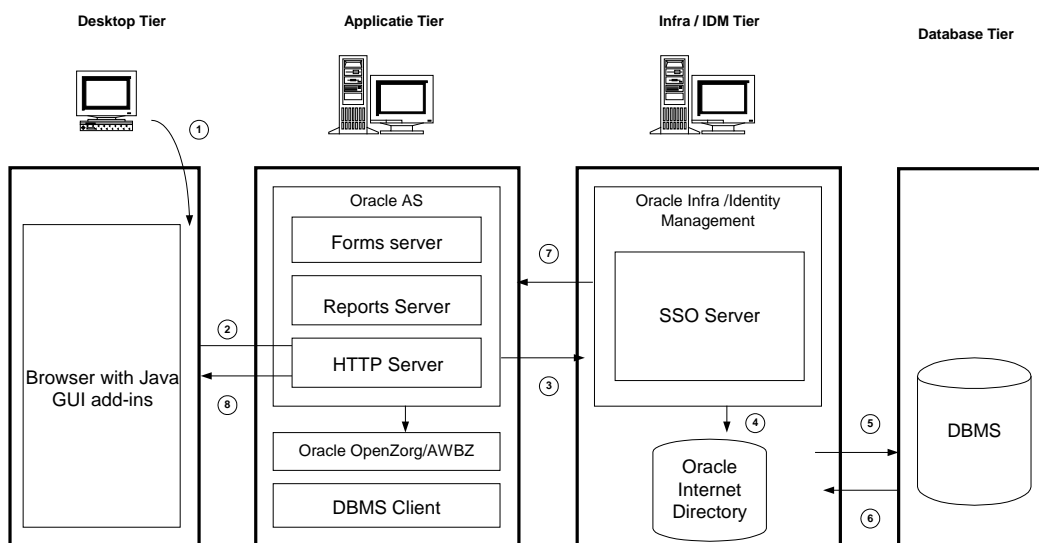 Desktop Tier
Applicatie Tier
Infra / IDM Tier
Database Tier
1
Oracle AS
Forms server
Reports Server
HTTP Server
Oracle OpenZorg/AWBZ
DBMS Client
Browser with Java
GUI add-ins
2
8
7
3
Oracle Infra /Identity
Management
SSO Server
4
Oracle
Internet
Directory
5
6
DBMS